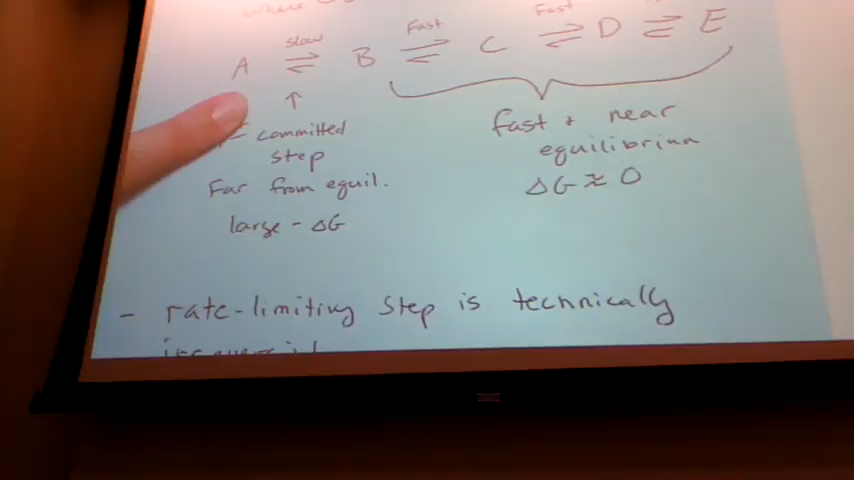 where
slow Fast Fast
A ⇌ B ⇌ C ⇌ D ⇌ E
↑
= committed
step
Far from equil.
large - ΔG
fast + near
equilibrium
ΔG ≈ 0
- rate-limiting step is technically